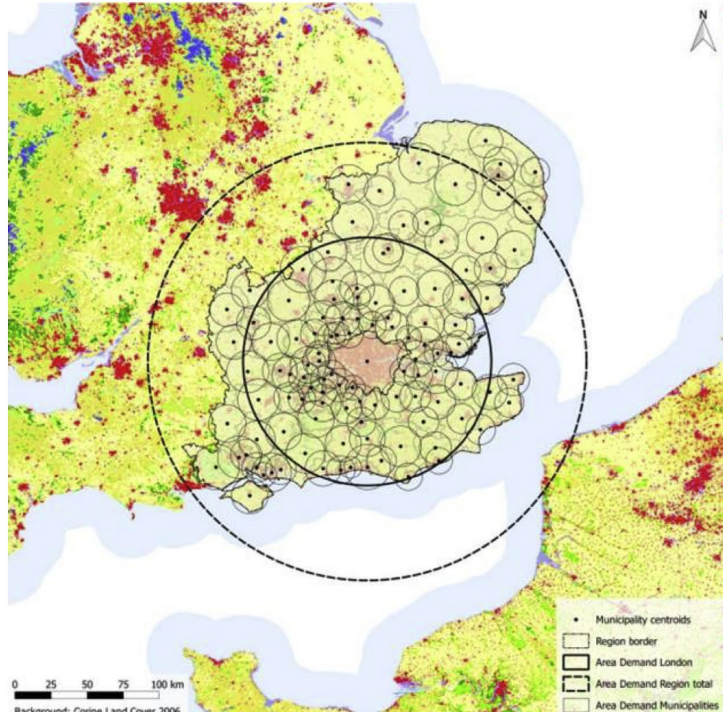 N
Municipality centroids
Region border
Area Demand London
Area Demand Region total
Area Demand Municipalities
0 25 50 75 100 km
Background: Corine Land Cover 2006